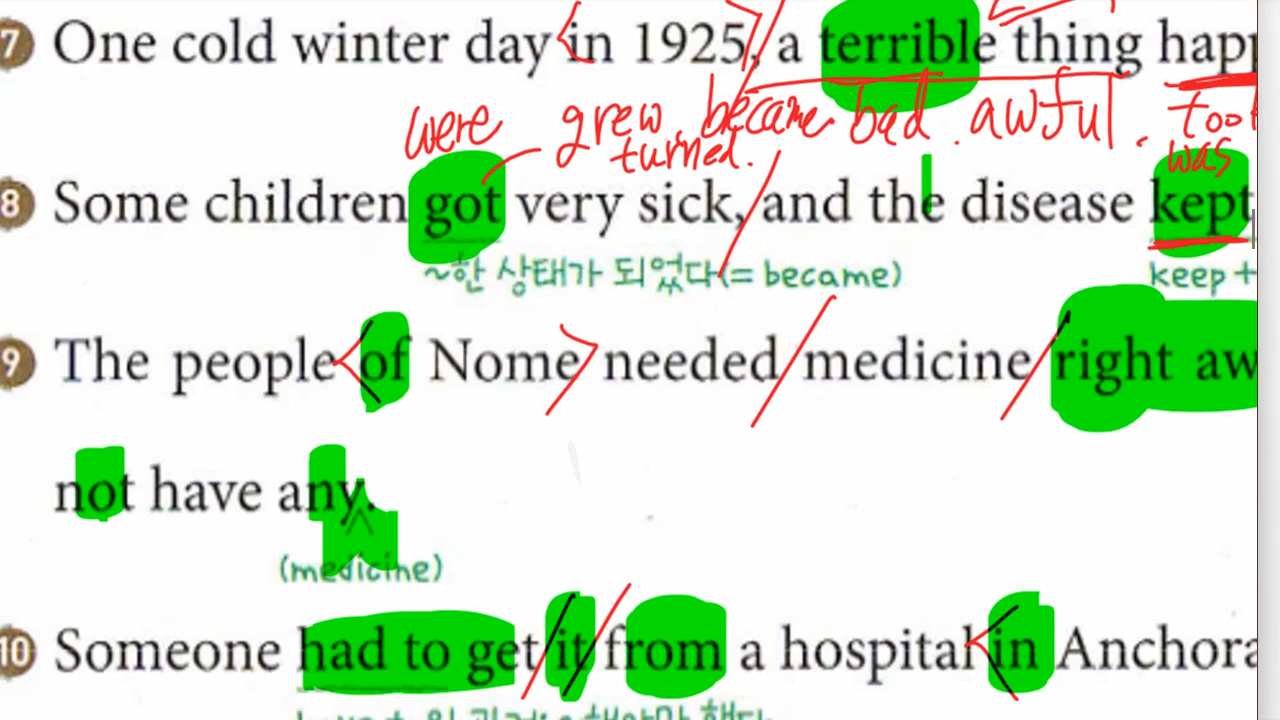 7 One cold winter day in 1925, a terrible thing happ
were grew. became bad. awful. took
turned. was
8 Some children got very sick, and the disease kept
~한 상태가 되었다(= became) keep +
9 The people of Nome needed medicine right aw
not have any.
(medicine)
10 Someone had to get it from a hospital in Anchora